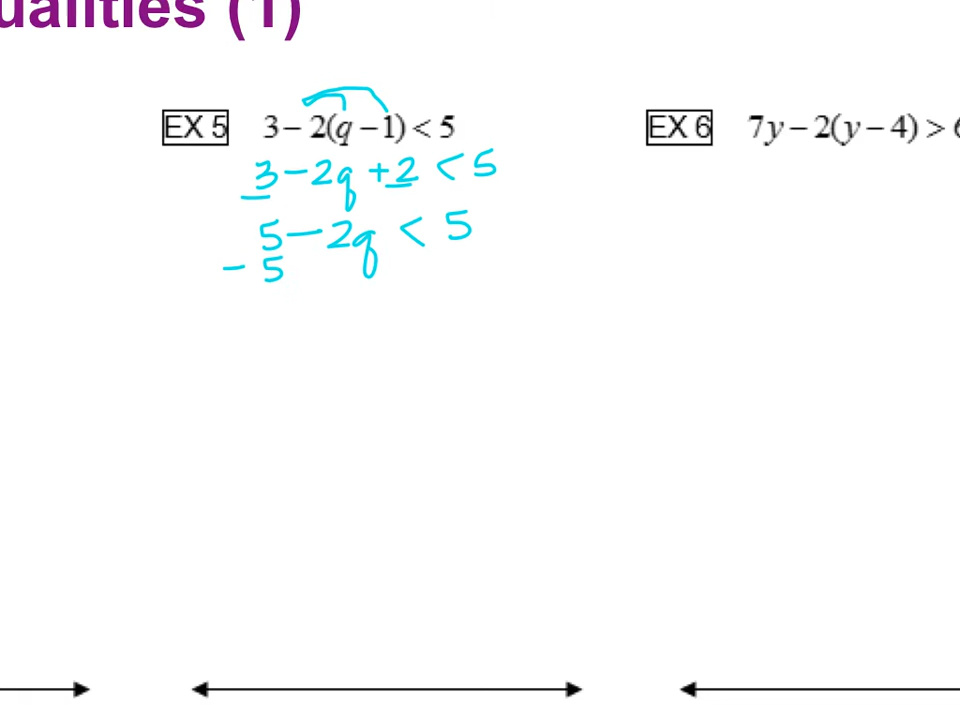 ualities (1)
EX 5 3 – 2(q – 1) < 5
3 – 2q + 2 < 5
5 – 2q < 5
– 5
EX 6 7y – 2(y – 4) > 6